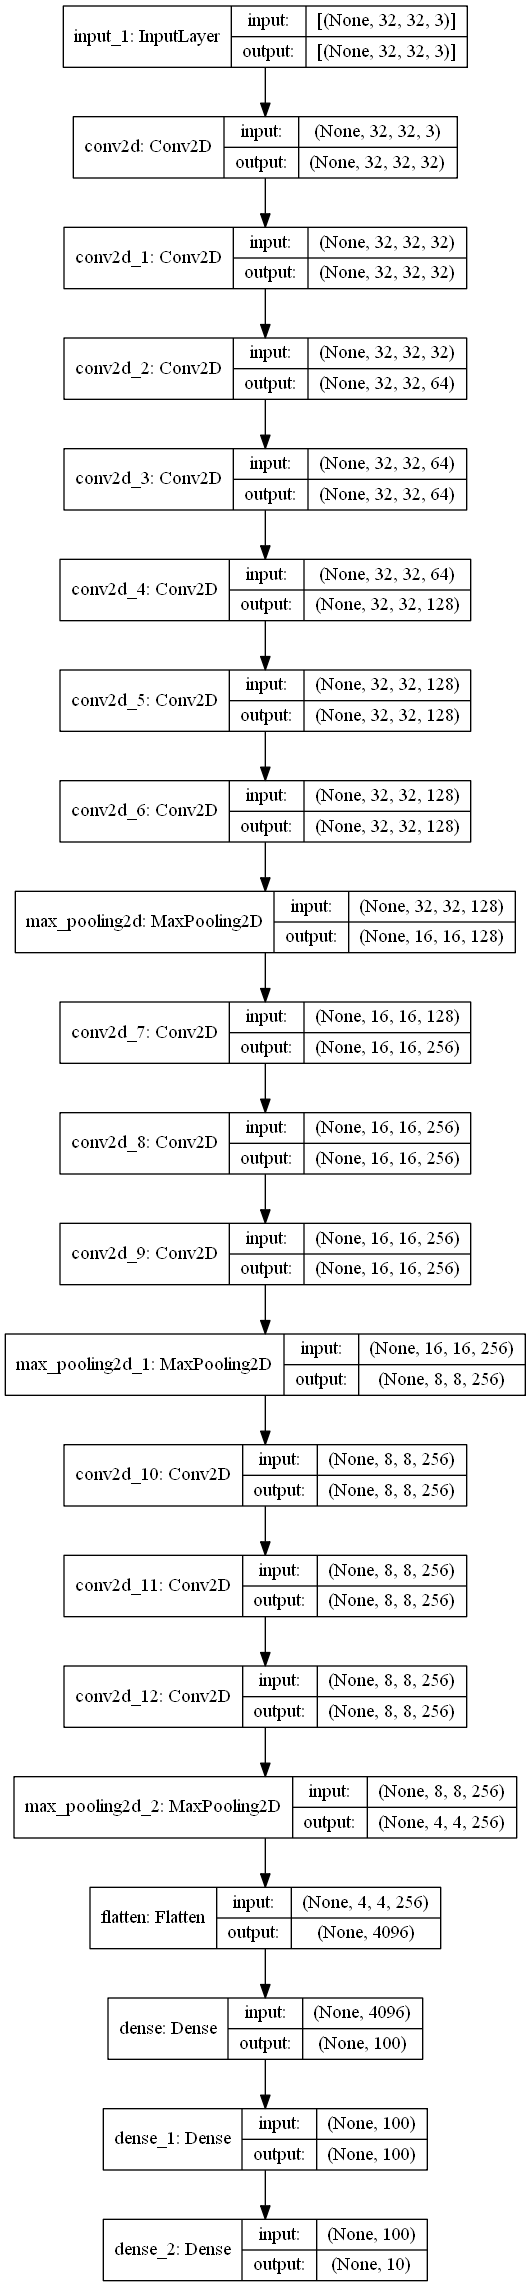 input_1: InputLayer
input:
[(None, 32, 32, 3)]
output:
[(None, 32, 32, 3)]
conv2d: Conv2D
input:
(None, 32, 32, 3)
output:
(None, 32, 32, 32)
conv2d_1: Conv2D
input:
(None, 32, 32, 32)
output:
(None, 32, 32, 32)
conv2d_2: Conv2D
input:
(None, 32, 32, 32)
output:
(None, 32, 32, 64)
conv2d_3: Conv2D
input:
(None, 32, 32, 64)
output:
(None, 32, 32, 64)
conv2d_4: Conv2D
input:
(None, 32, 32, 64)
output:
(None, 32, 32, 128)
conv2d_5: Conv2D
input:
(None, 32, 32, 128)
output:
(None, 32, 32, 128)
conv2d_6: Conv2D
input:
(None, 32, 32, 128)
output:
(None, 32, 32, 128)
max_pooling2d: MaxPooling2D
input:
(None, 32, 32, 128)
output:
(None, 16, 16, 128)
conv2d_7: Conv2D
input:
(None, 16, 16, 128)
output:
(None, 16, 16, 256)
conv2d_8: Conv2D
input:
(None, 16, 16, 256)
output:
(None, 16, 16, 256)
conv2d_9: Conv2D
input:
(None, 16, 16, 256)
output:
(None, 16, 16, 256)
max_pooling2d_1: MaxPooling2D
input:
(None, 16, 16, 256)
output:
(None, 8, 8, 256)
conv2d_10: Conv2D
input:
(None, 8, 8, 256)
output:
(None, 8, 8, 256)
conv2d_11: Conv2D
input:
(None, 8, 8, 256)
output:
(None, 8, 8, 256)
conv2d_12: Conv2D
input:
(None, 8, 8, 256)
output:
(None, 8, 8, 256)
max_pooling2d_2: MaxPooling2D
input:
(None, 8, 8, 256)
output:
(None, 4, 4, 256)
flatten: Flatten
input:
(None, 4, 4, 256)
output:
(None, 4096)
dense: Dense
input:
(None, 4096)
output:
(None, 100)
dense_1: Dense
input:
(None, 100)
output:
(None, 100)
dense_2: Dense
input:
(None, 100)
output:
(None, 10)